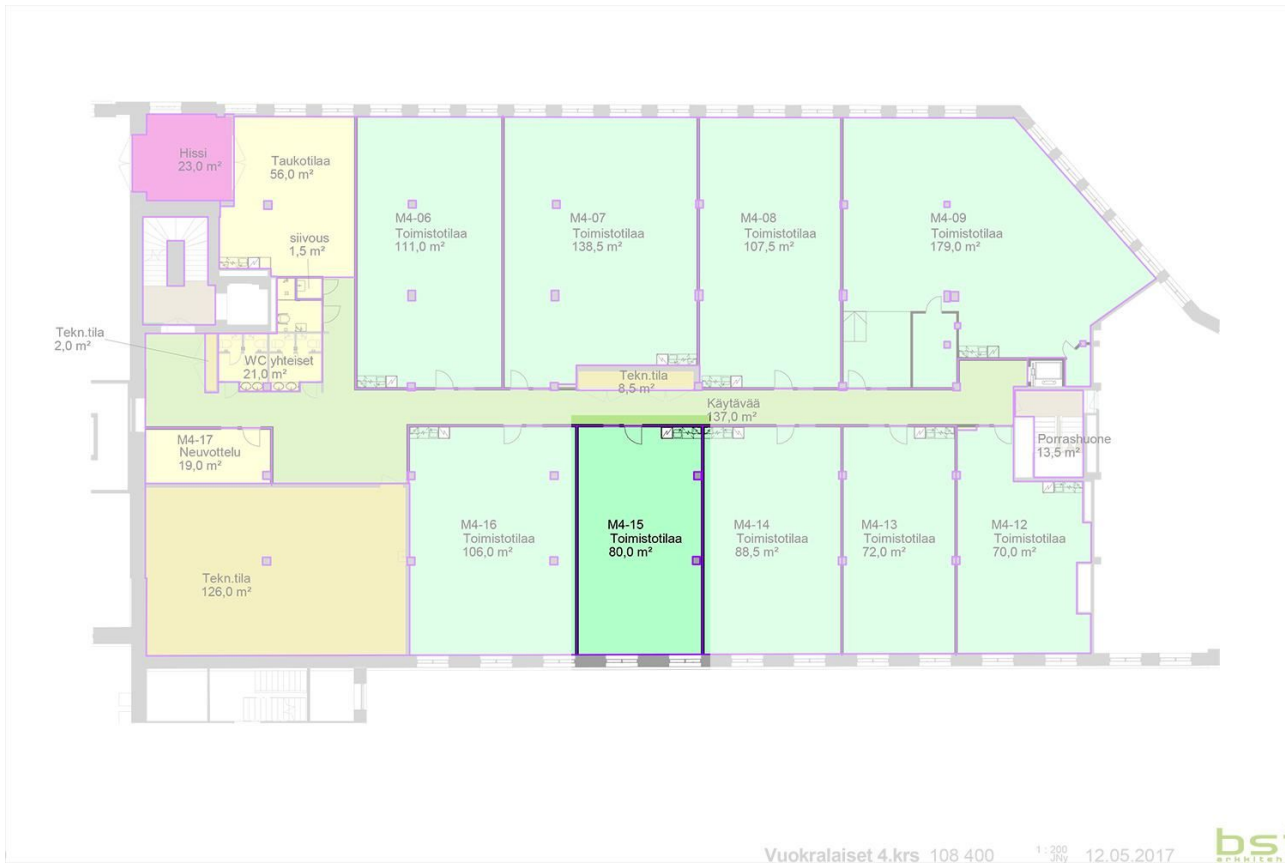 Hissi
23,0 m²
Taukotilaa
56,0 m²
siivous
1,5 m²
M4-06
Toimistotilaa
111,0 m²
M4-07
Toimistotilaa
138,5 m²
M4-08
Toimistotilaa
107,5 m²
M4-09
Toimistotilaa
179,0 m²
Tekn.tila
2,0 m²
WC yhteiset
21,0 m²
Tekn.tila
8,5 m²
Käytävää
137,0 m²
M4-17
Neuvottelu
19,0 m²
Porrashuone
13,5 m²
Tekn.tila
126,0 m²
M4-16
Toimistotilaa
106,0 m²
M4-15
Toimistotilaa
80,0 m²
M4-14
Toimistotilaa
88,5 m²
M4-13
Toimistotilaa
72,0 m²
M4-12
Toimistotilaa
70,0 m²
Vuokralaiset 4.krs 108 400
1 : 200
JNy
12.05.2017